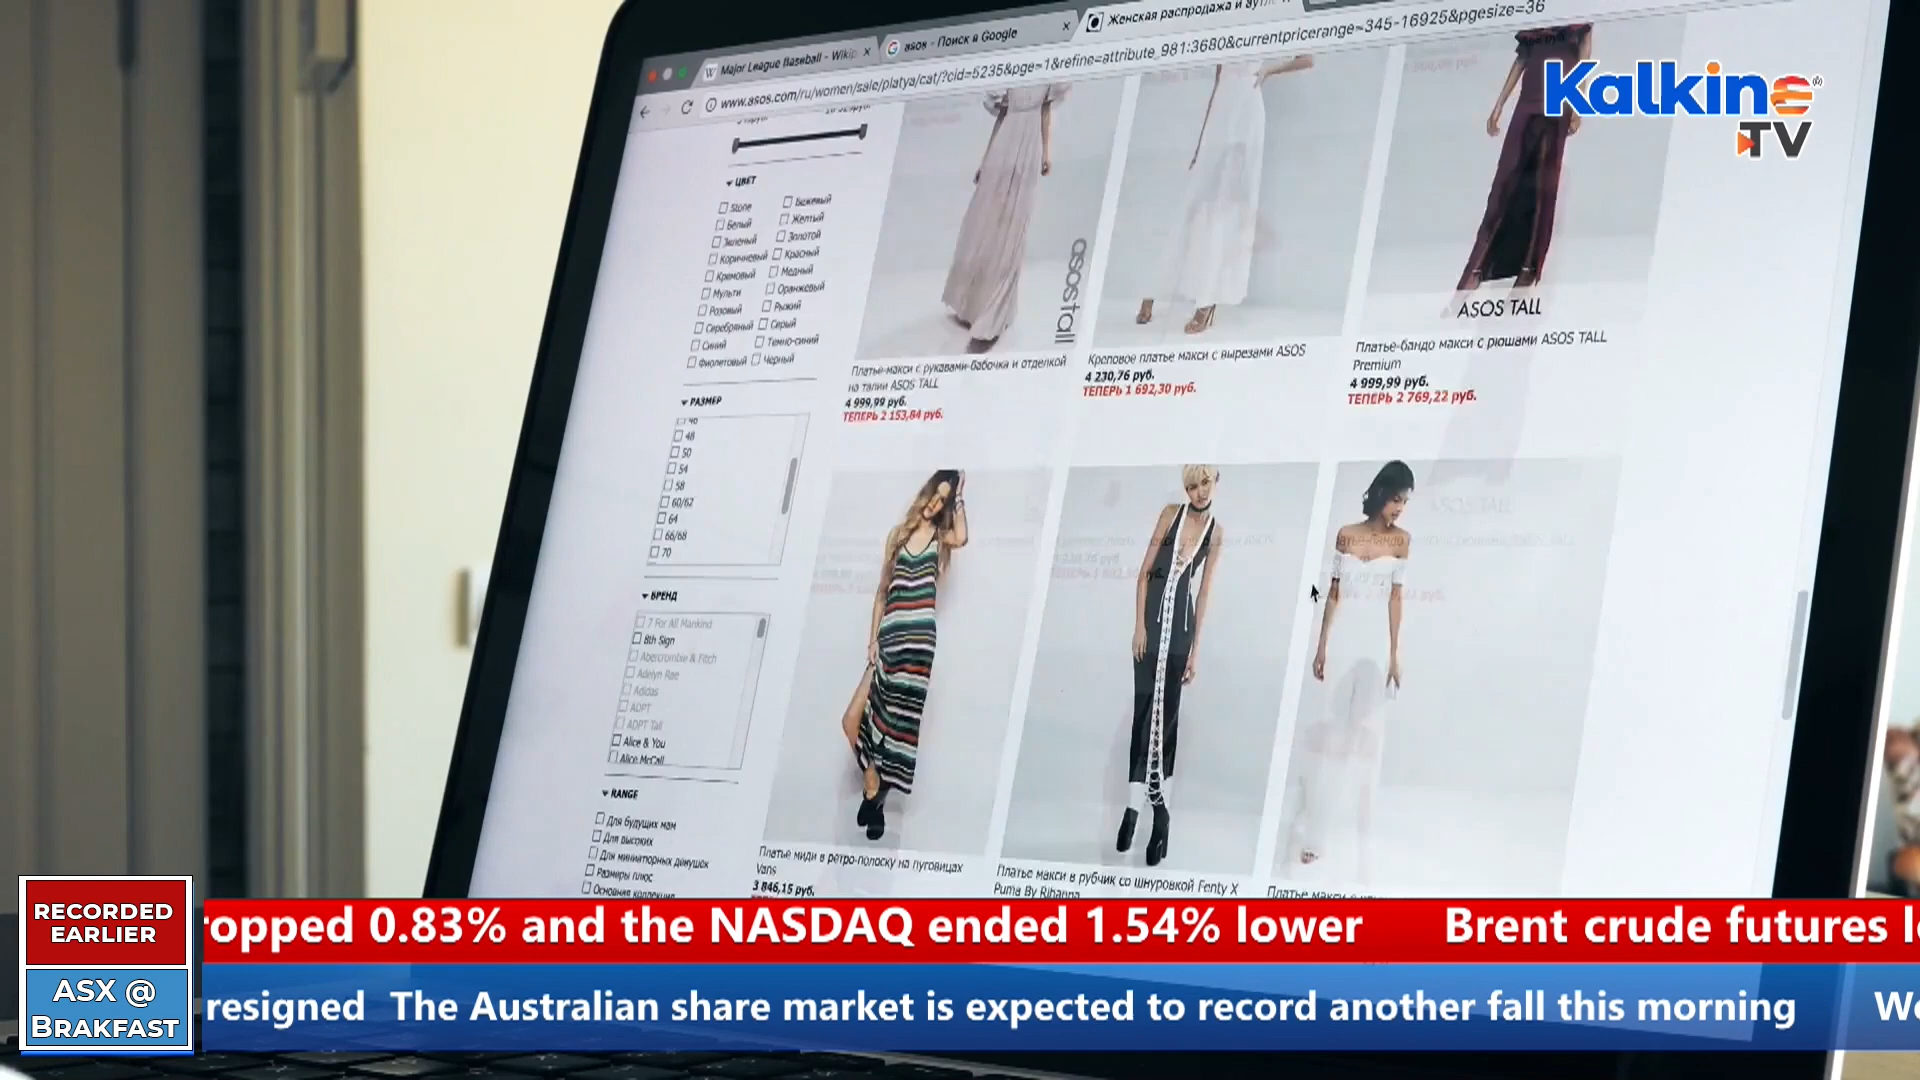 Major League Baseball - Wikip
asos - Поиск в Google
Женская распродажа и аутл
www.asos.com/ru/women/sale/platya/cat/?cid=5235&pge=1&refine=attribute_981:3680&currentpricerange=345-16925&pgesize=36
Kalkine
TV
ЦВЕТ
Stone
Бежевый
Белый
Желтый
Зеленый
Золотой
Коричневый
Красный
Кремовый
Медный
Мульти
Оранжевый
Розовый
Рыжий
Серебряный
Серый
Синий
Темно-синий
Фиолетовый
Черный
РАЗМЕР
46
48
50
54
58
60/62
64
66/68
70
БРЕНД
7 For All Mankind
8th Sign
Abercrombie & Fitch
Adelyn Rae
Adidas
ADPT
ADPT Tall
Alice & You
Alice McCall
RANGE
Для будущих мам
Для высоких
Для миниатюрных девушек
Размеры плюс
Основная коллекция
asos tall
Платье-макси с рукавами-бабочка и отделкой
на талии ASOS TALL
4 999,99 руб.
ТЕПЕРЬ 2 153,84 руб.
Креповое платье макси с вырезами ASOS
4 230,76 руб.
ТЕПЕРЬ 1 692,30 руб.
ASOS TALL
Платье-бандо макси с рюшами ASOS TALL
Premium
4 999,99 руб.
ТЕПЕРЬ 2 769,22 руб.
Платье миди в ретро-полоску на пуговицах
Vans
3 846,15 руб.
Платье макси в рубчик со шнуровкой Fenty X
Puma By Rihanna
RECORDED
EARLIER
ropped 0.83% and the NASDAQ ended 1.54% lower Brent crude futures l
ASX @
BRAKFAST
resigned The Australian share market is expected to record another fall this morning We